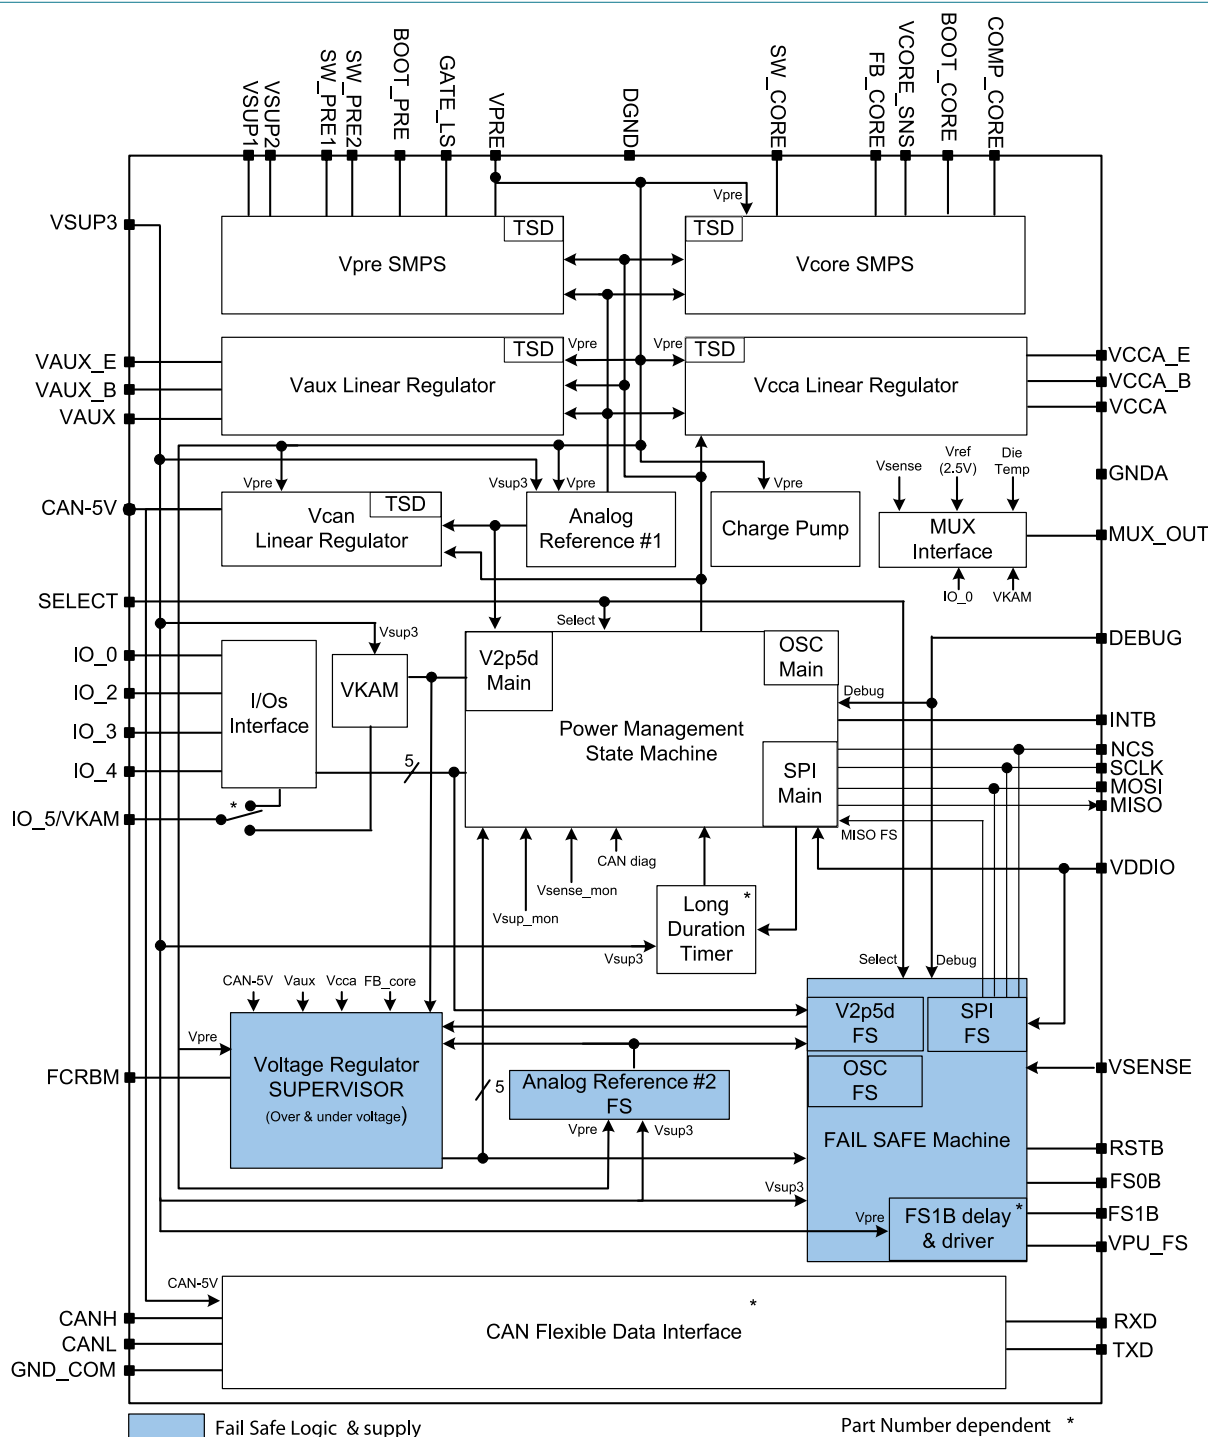 VSUP1
VSUP2
SW_PRE1
SW_PRE2
BOOT_PRE
GATE_LS
VPRE
DGND
SW_CORE
FB_CORE
VCORE_SNS
BOOT_CORE
COMP_CORE
VSUP3
Vpre
TSD
Vpre SMPS
TSD
Vcore SMPS
VAUX_E
VAUX_B
VAUX
TSD
Vpre
Vaux Linear Regulator
Vpre
TSD
Vcca Linear Regulator
VCCA_E
VCCA_B
VCCA
GNDA
MUX_OUT
CAN-5V
Vpre
TSD
Vcan
Linear Regulator
Vsup3
Vpre
Analog
Reference #1
Vpre
Charge Pump
Vsense
Vref
(2.5V)
Die
Temp
MUX
Interface
IO_0
VKAM
SELECT
Select
IO_0
IO_2
IO_3
IO_4
IO_5/VKAM
I/Os
Interface
*
Vsup3
VKAM
5
V2p5d
Main
OSC
Main
Power Management
State Machine
SPI
Main
Debug
MISO FS
DEBUG
INTB
NCS
SCLK
MOSI
MISO
VDDIO
CAN diag
Vsense_mon
Vsup_mon
Long *
Duration
Timer
Vsup3
Select
Debug
CAN-5V
Vaux
Vcca
FB_core
Vpre
Voltage Regulator
SUPERVISOR
(Over & under voltage)
FCRBM
5
Analog Reference #2
FS
Vpre
Vsup3
V2p5d
FS
SPI
FS
OSC
FS
FAIL SAFE Machine
Vsup3
Vpre
FS1B delay *
& driver
VSENSE
RSTB
FS0B
FS1B
VPU_FS
CAN-5V
CANH
CANL
GND_COM
*
CAN Flexible Data Interface
RXD
TXD
Fail Safe Logic & supply
Part Number dependent *